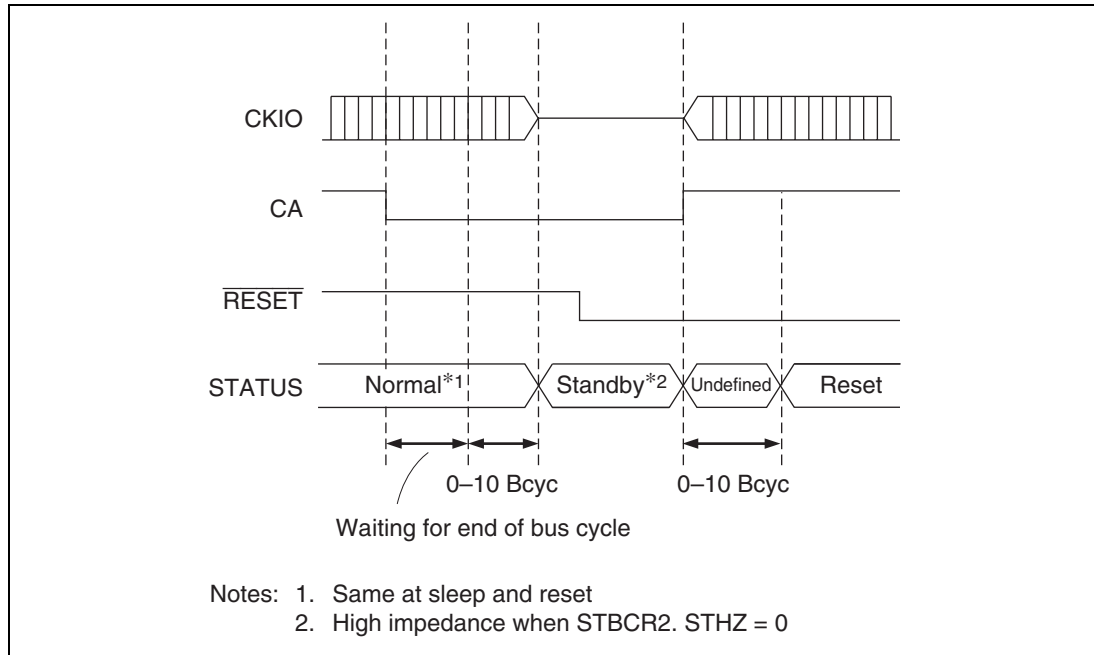 CKIO
CA
RESET
STATUS Normal*1 Standby*2 Undefined Reset
0–10 Bcyc 0–10 Bcyc
Waiting for end of bus cycle
Notes: 1. Same at sleep and reset
2. High impedance when STBCR2. STHZ = 0